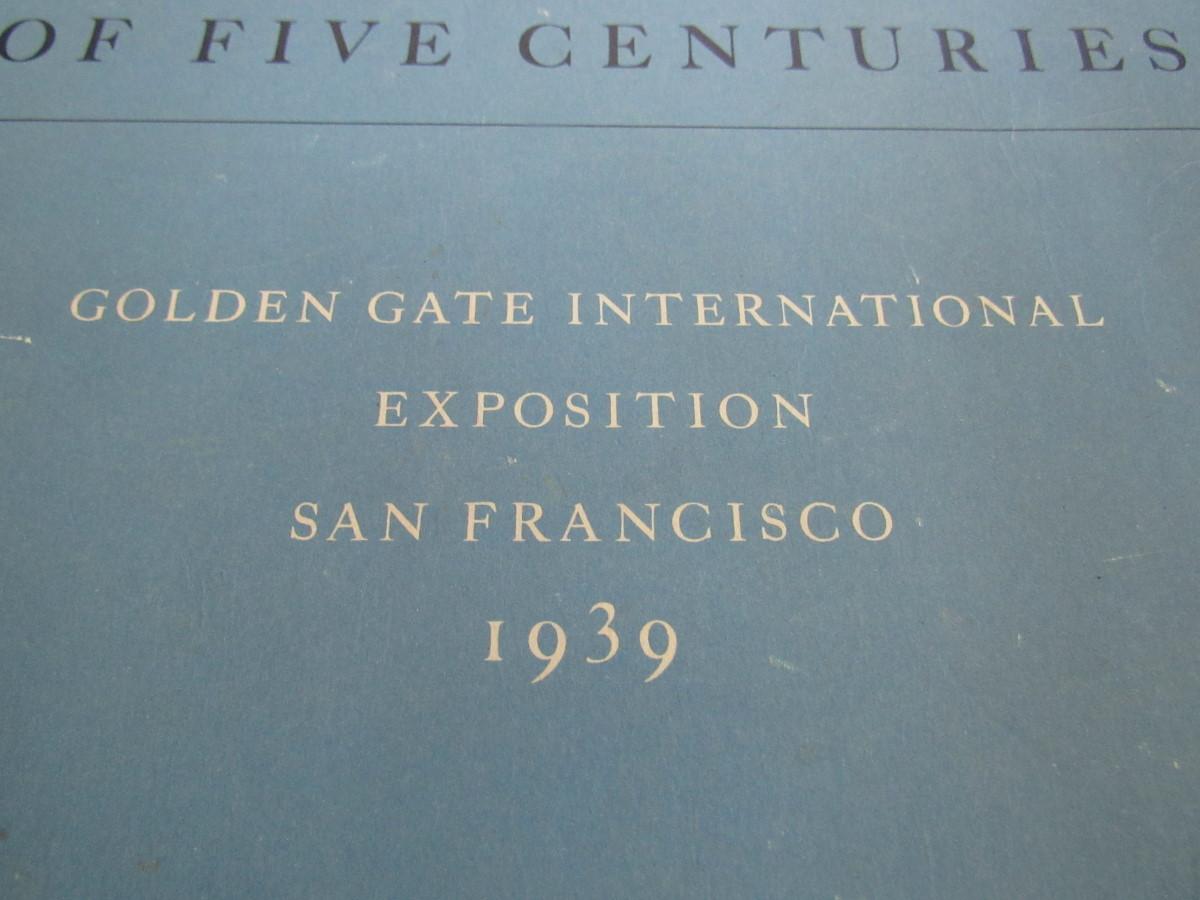 OF FIVE CENTURIES
GOLDEN GATE INTERNATIONAL
EXPOSITION
SAN FRANCISCO
1939